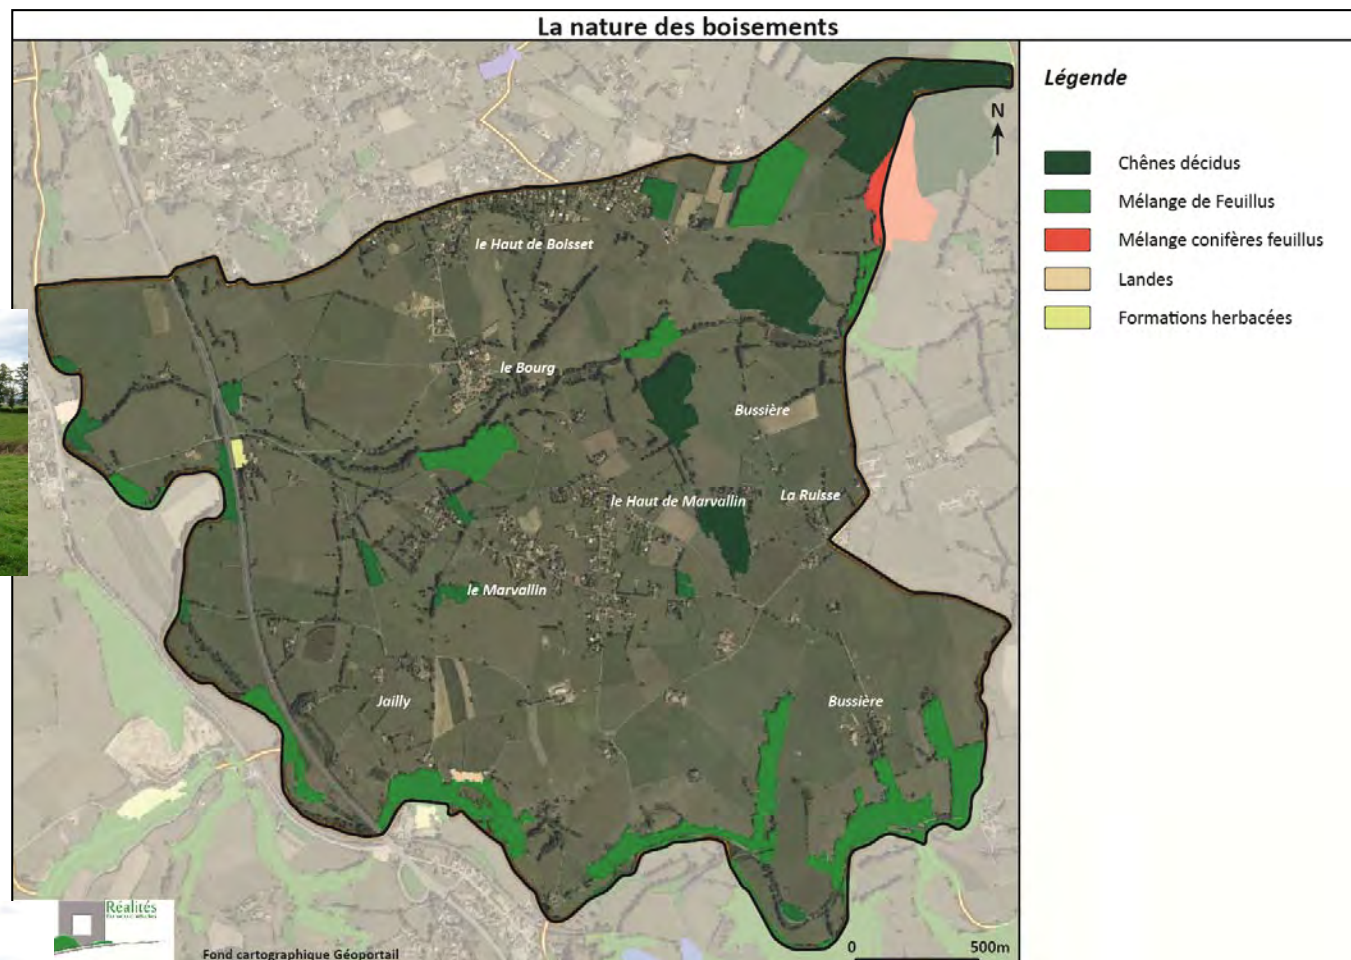 La nature des boisements
Légende
N
Chênes décidus
Mélange de Feuillus
Mélange conifères feuillus
Landes
Formations herbacées
le Haut de Boisset
le Bourg
Bussière
le Haut de Marvallin
La Ruisse
le Marvallin
Jailly
Bussière
Réalités
0 500m
Fond cartographique Géoportail